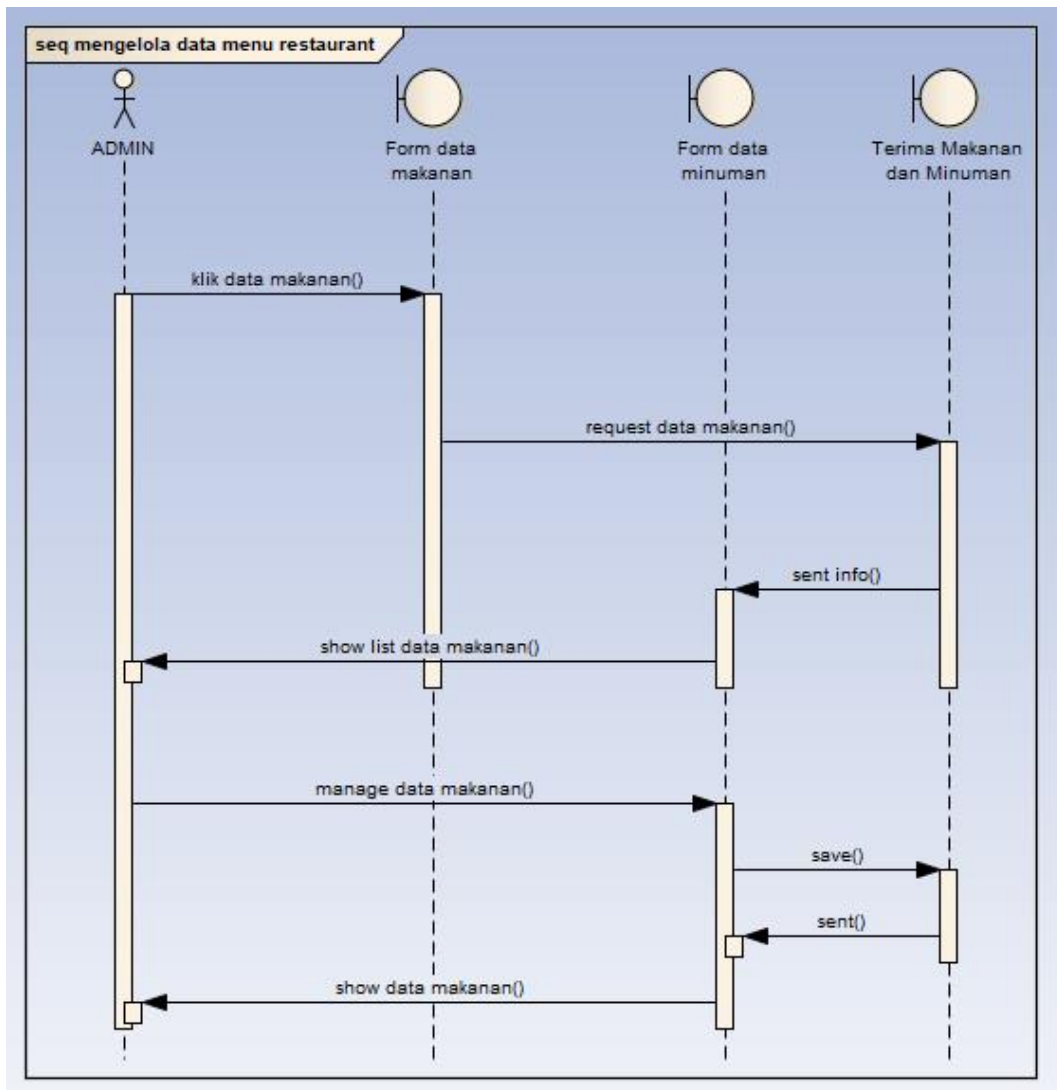 seq mengelola data menu restaurant
ADMIN
Form data
makanan
Form data
minuman
Terima Makanan
dan Minuman
klik data makanan()
request data makanan()
sent info()
show list data makanan()
manage data makanan()
save()
sent()
show data makanan()